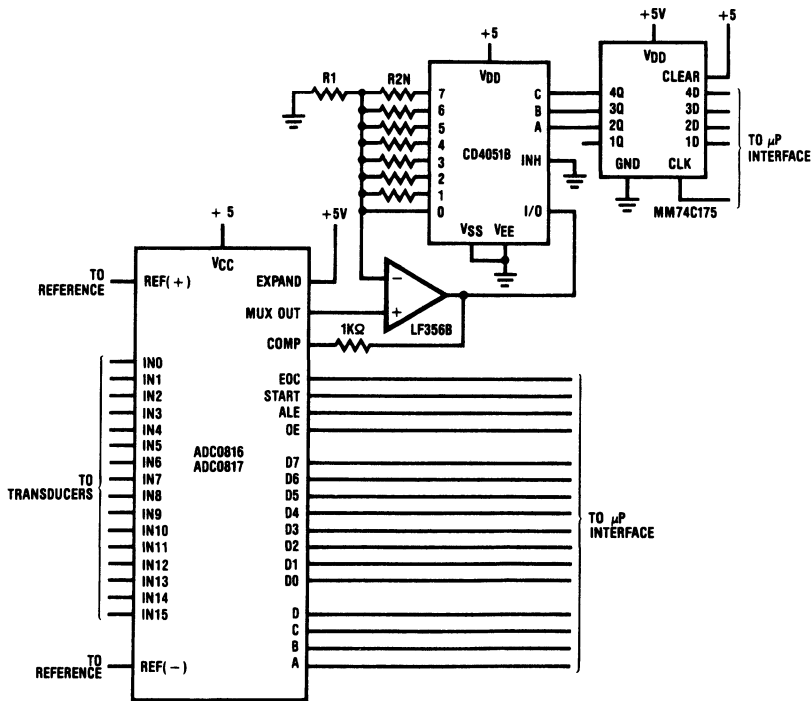 +5V
+5
+5
VDD
CLEAR
R1
R2N
VDD
7
6
5
4
3
2
1
0
C
B
A
INH
I/O
CD4051B
VSS
VEE
4Q
3Q
2Q
1Q
4D
3D
2D
1D
GND
CLK
MM74C175
TO µP
INTERFACE
+ 5
+5V
VCC
TO
REFERENCE
REF(+)
EXPAND
MUX OUT
COMP
−
+
LF356B
1KΩ
IN0
IN1
IN2
IN3
IN4
IN5
IN6
IN7
IN8
IN9
IN10
IN11
IN12
IN13
IN14
IN15
TO
TRANSDUCERS
ADC0816
ADC0817
EOC
START
ALE
OE
D7
D6
D5
D4
D3
D2
D1
D0
D
C
B
A
TO µP
INTERFACE
TO
REFERENCE
REF(−)